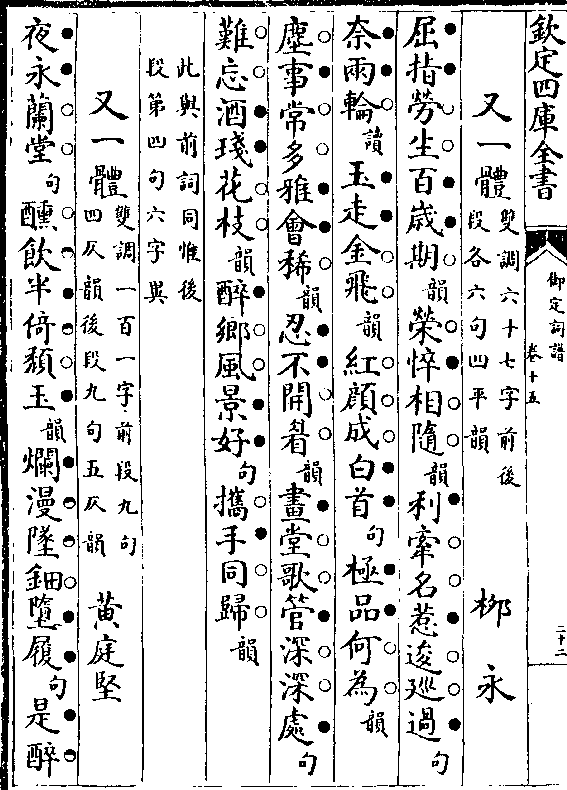 欽定四庫全書
御定詞譜
卷十五
二十二
又一體 雙調六十七字前後
段各六句四平韻 柳永
屈指勞生百歳期韻榮悴相隨韻利牽名惹逡廵過句
奈兩輪讀玉走金飛韻紅顔成白首句極品何為韻
塵事常多雅會稀韻忍不開眉韻畫堂歌管深深處句
難忘酒琖花枝韻醉鄉風景好句攜手同歸韻
此與前詞同惟後
段第四句六字異
又一體 雙調一百一字前段九句
四仄韻後段九句五仄韻 黃庭堅
夜永蘭堂句醺飲半倚頽玉韻爛漫墜鈿墮履句是醉